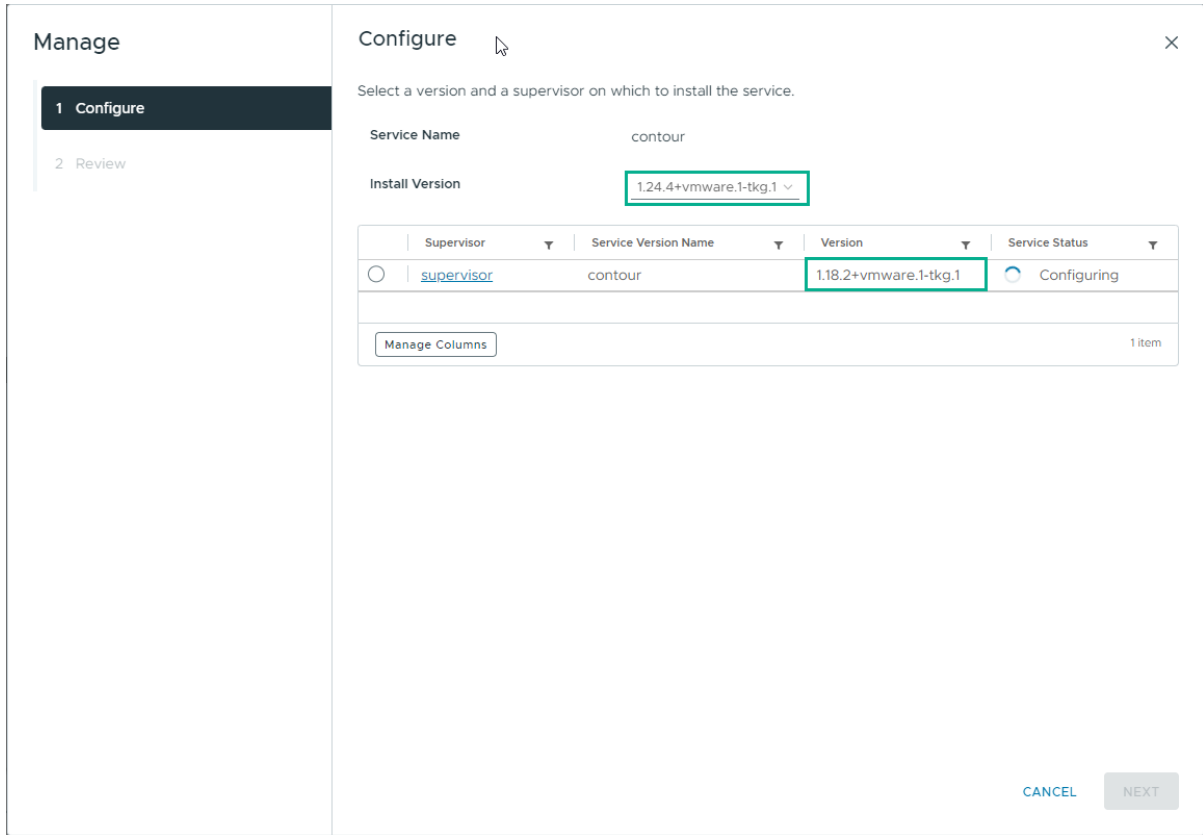 Manage
1 Configure
2 Review
Configure
Select a version and a supervisor on which to install the service.
Service Name contour
Install Version 1.24.4+vmware.1-tkg.1
Supervisor Service Version Name Version Service Status
supervisor contour 1.18.2+vmware.1-tkg.1 Configuring
Manage Columns 1 item
CANCEL NEXT